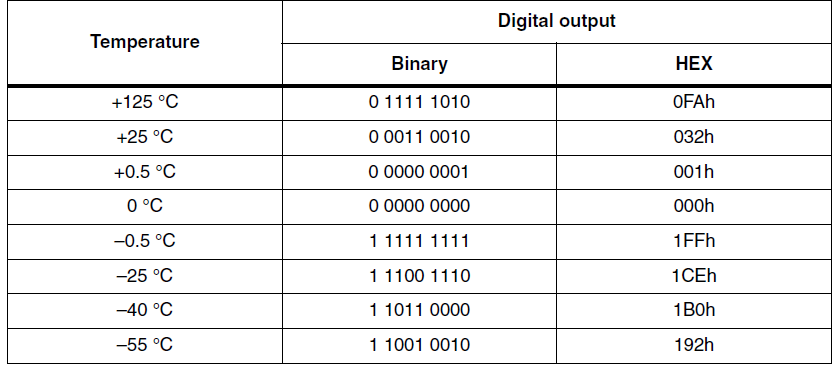 Temperature Digital output
Binary HEX
+125 °C 0 1111 1010 0FAh
+25 °C 0 0011 0010 032h
+0.5 °C 0 0000 0001 001h
0 °C 0 0000 0000 000h
–0.5 °C 1 1111 1111 1FFh
–25 °C 1 1100 1110 1CEh
–40 °C 1 1011 0000 1B0h
–55 °C 1 1001 0010 192h